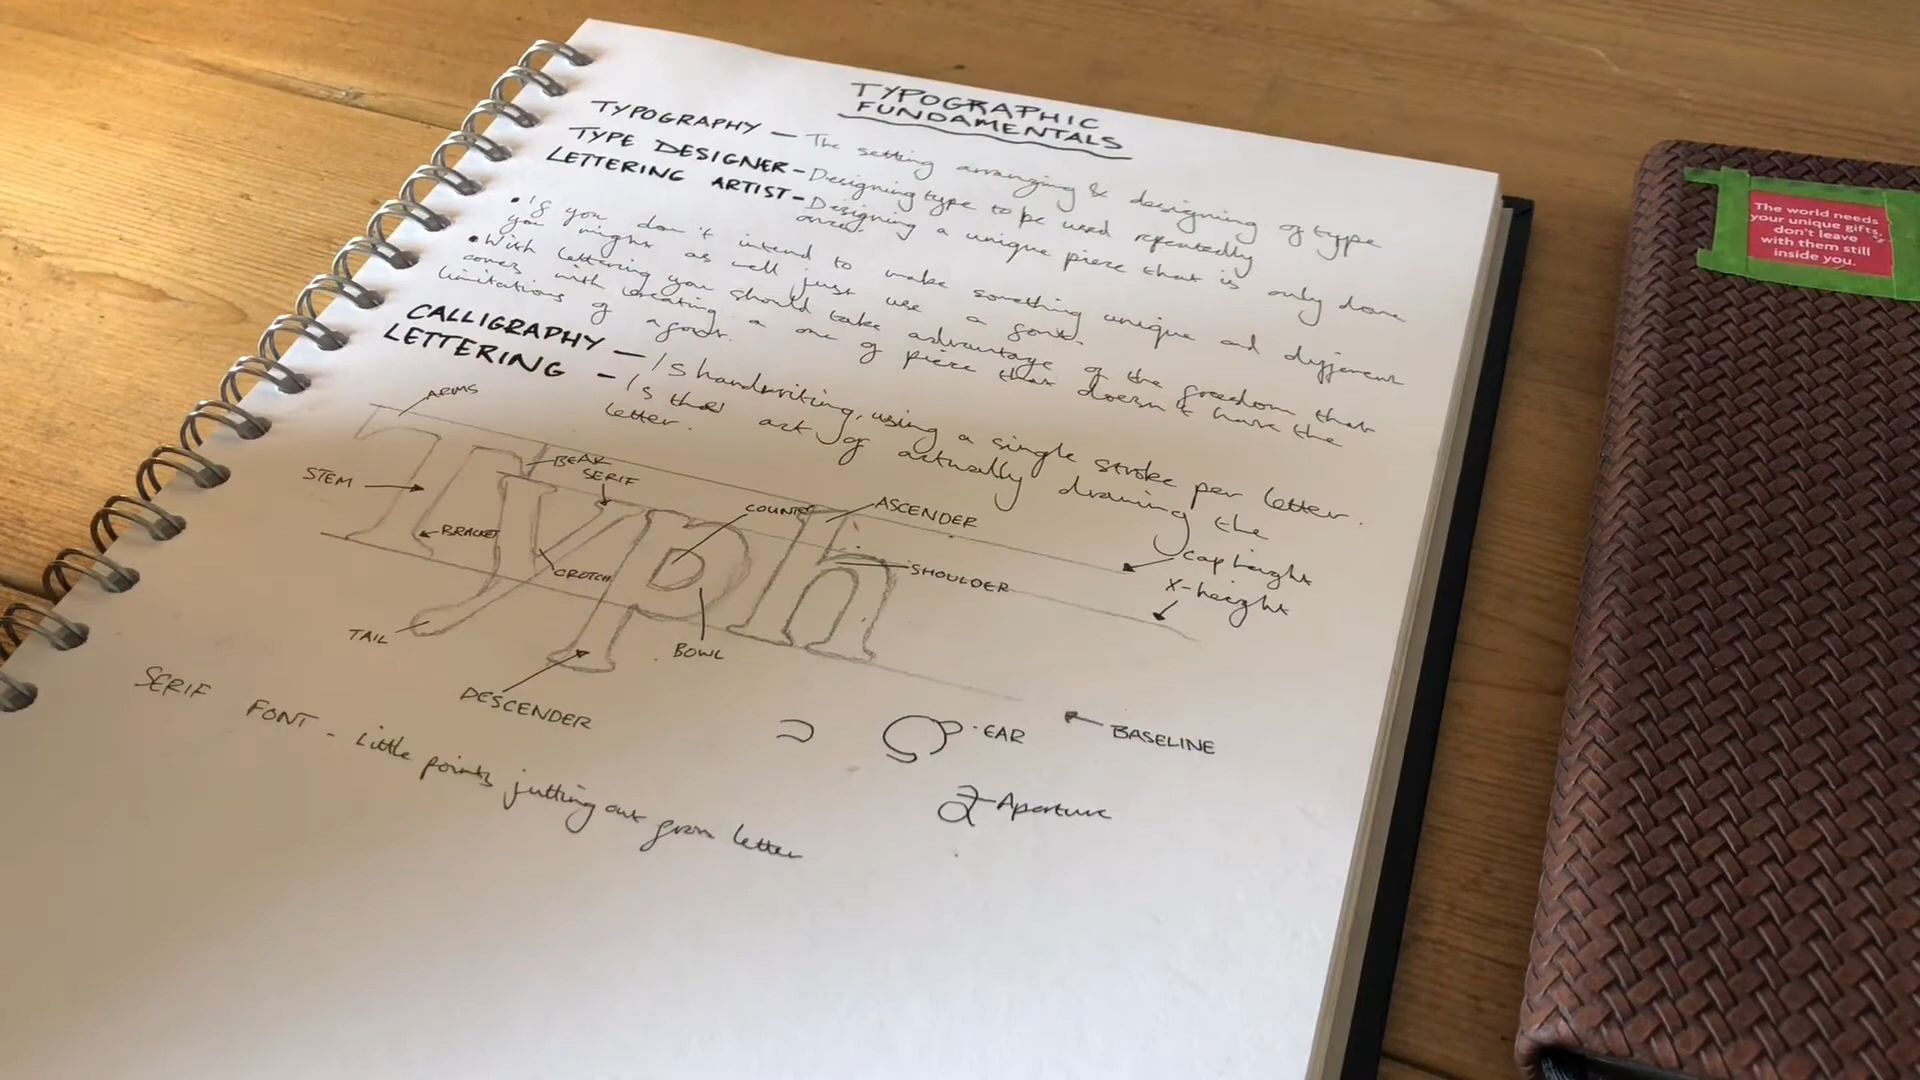 TYPOGRAPHIC
FUNDAMENTALS
TYPOGRAPHY — The setting arranging & designing of type
TYPE DESIGNER - Designing type to be used repeatedly
LETTERING ARTIST - Designing a unique piece that is only done
once.
• If you don't intend to make something unique and different
you might as well just use a font.
• With lettering you should take advantage of the freedom that
comes with creating a one of piece that doesn't have the
limitations of a font.
CALLIGRAPHY — Is handwriting, using a single stroke per letter.
LETTERING - Is the art of actually drawing the
letter.
ARMS
BEAK
SERIF
STEM
COUNTER
ASCENDER
BRACKET
Typh
CROTCH
SHOULDER
cap height
x-height
TAIL
BOWL
DESCENDER
BASELINE
EAR
a - Aperture
SERIF FONT - Little points jutting out from letter
The world needs
your unique gifts,
don't leave
with them still
inside you.